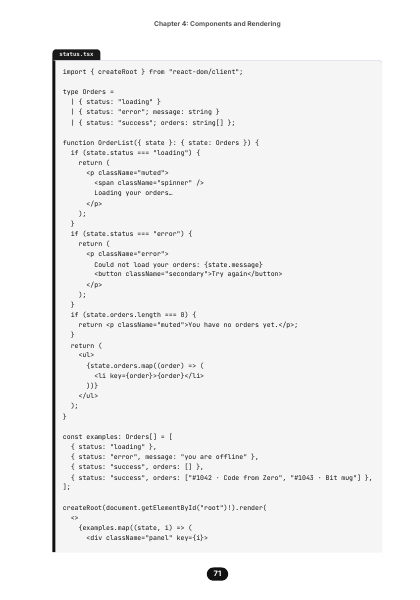 Chapter 4: Components and Rendering
status.tsx
import { createRoot } from "react-dom/client";

type Orders =
  | { status: "loading" }
  | { status: "error"; message: string }
  | { status: "success"; orders: string[] };

function OrderList({ state }: { state: Orders }) {
  if (state.status === "loading") {
    return (
      <p className="muted">
        <span className="spinner" />
        Loading your orders…
      </p>
    );
  }
  if (state.status === "error") {
    return (
      <p className="error">
        Could not load your orders: {state.message}
        <button className="secondary">Try again</button>
      </p>
    );
  }
  if (state.orders.length === 0) {
    return <p className="muted">You have no orders yet.</p>;
  }
  return (
    <ul>
      {state.orders.map((order) => (
        <li key={order}>{order}</li>
      ))}
    </ul>
  );
}

const examples: Orders[] = [
  { status: "loading" },
  { status: "error", message: "you are offline" },
  { status: "success", orders: [] },
  { status: "success", orders: ["#1042 · Code from Zero", "#1043 · Bit mug"] },
];

createRoot(document.getElementById("root")!).render(
  <>
    {examples.map((state, i) => (
      <div className="panel" key={i}>
71